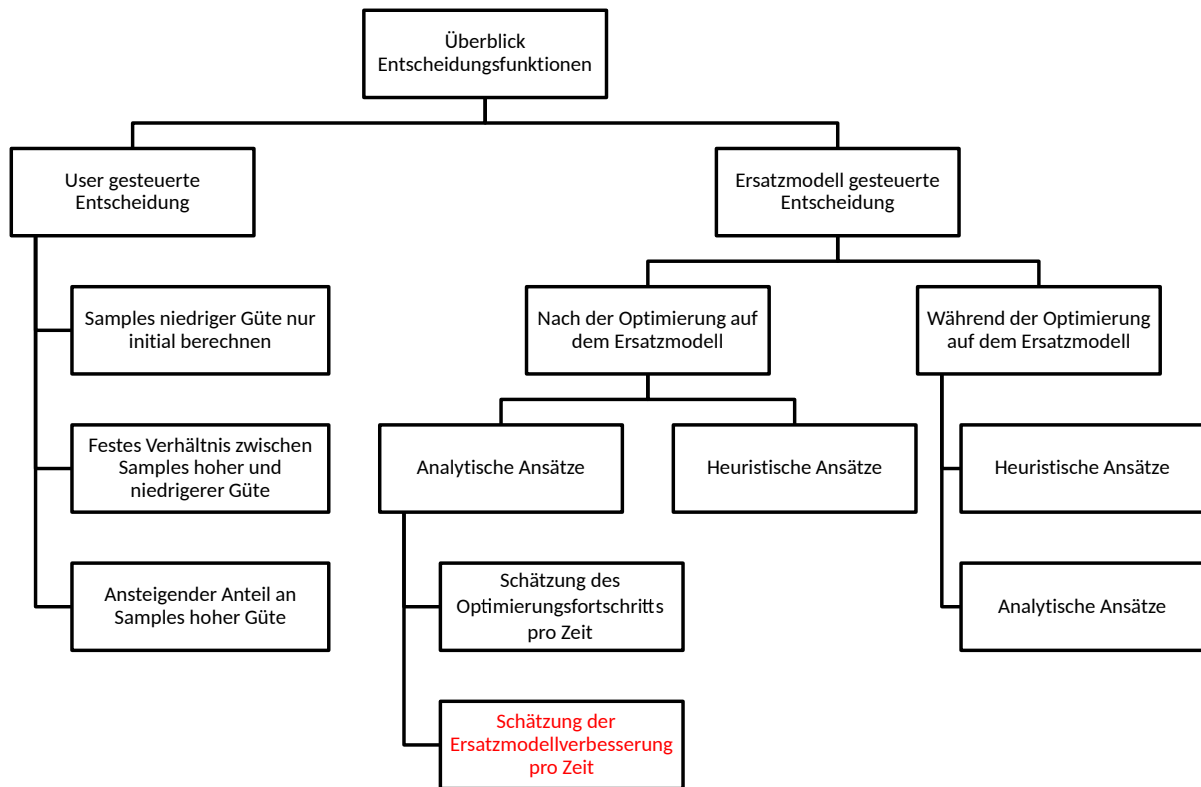 Überblick
Entscheidungsfunktionen
User gesteuerte
Entscheidung
Ersatzmodell gesteuerte
Entscheidung
Samples niedriger Güte nur
initial berechnen
Nach der Optimierung auf
dem Ersatzmodell
Während der Optimierung
auf dem Ersatzmodell
Festes Verhältnis zwischen
Samples hoher und
niedrigerer Güte
Analytische Ansätze
Heuristische Ansätze
Heuristische Ansätze
Ansteigender Anteil an
Samples hoher Güte
Schätzung des
Optimierungsfortschritts
pro Zeit
Analytische Ansätze
Schätzung der
Ersatzmodellverbesserung
pro Zeit